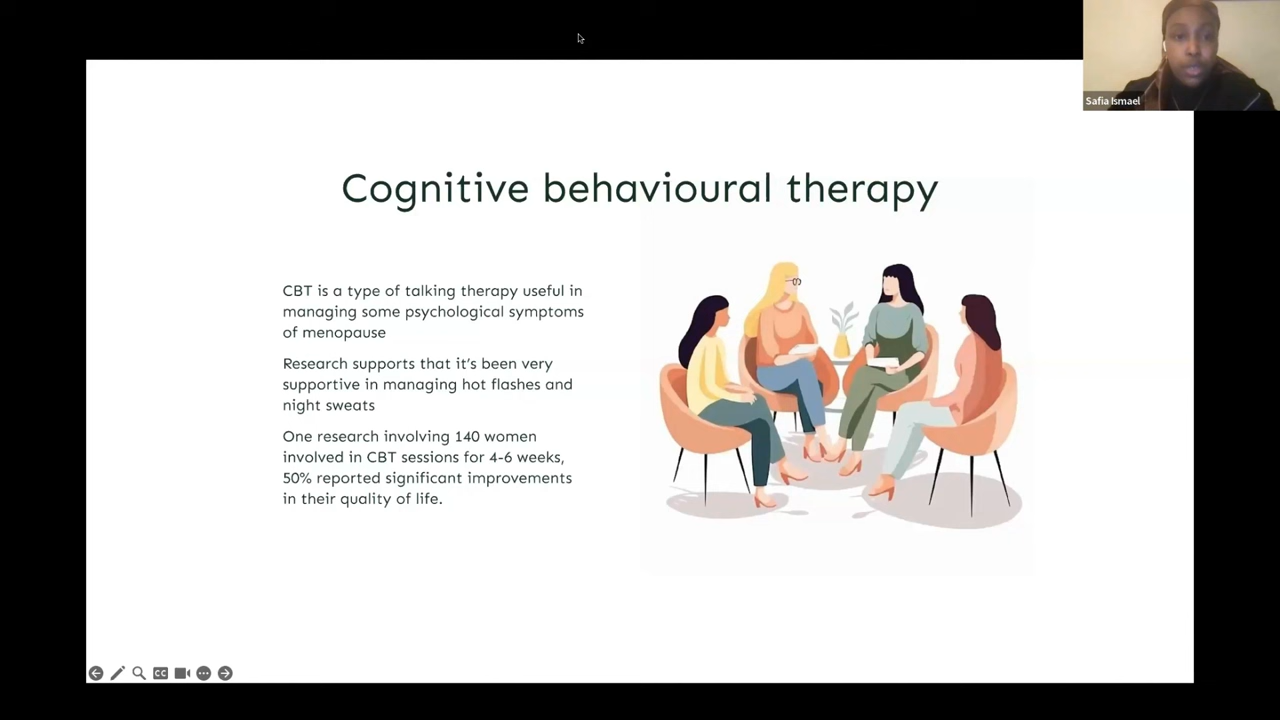 Safia Ismael
Cognitive behavioural therapy
CBT is a type of talking therapy useful in
managing some psychological symptoms
of menopause
Research supports that it's been very
supportive in managing hot flashes and
night sweats
One research involving 140 women
involved in CBT sessions for 4-6 weeks,
50% reported significant improvements
in their quality of life.
CC